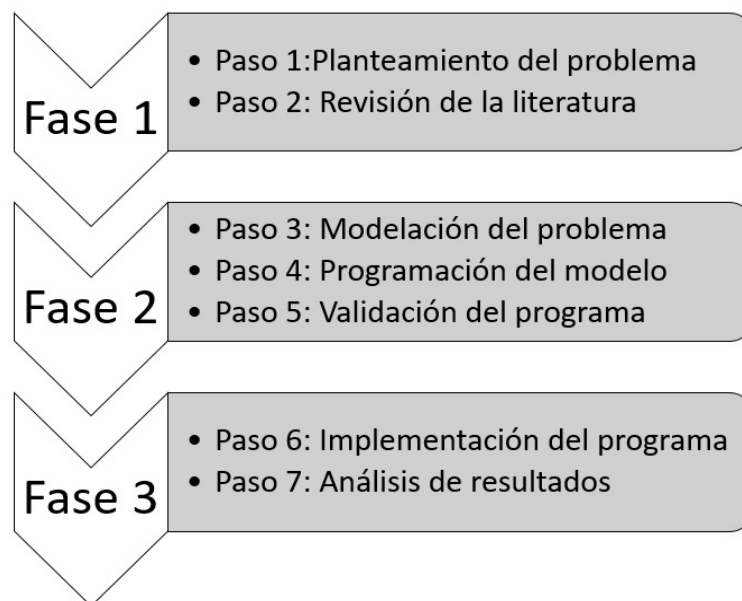 Fase 1
• Paso 1:Planteamiento del problema
• Paso 2: Revisión de la literatura
Fase 2
• Paso 3: Modelación del problema
• Paso 4: Programación del modelo
• Paso 5: Validación del programa
Fase 3
• Paso 6: Implementación del programa
• Paso 7: Análisis de resultados